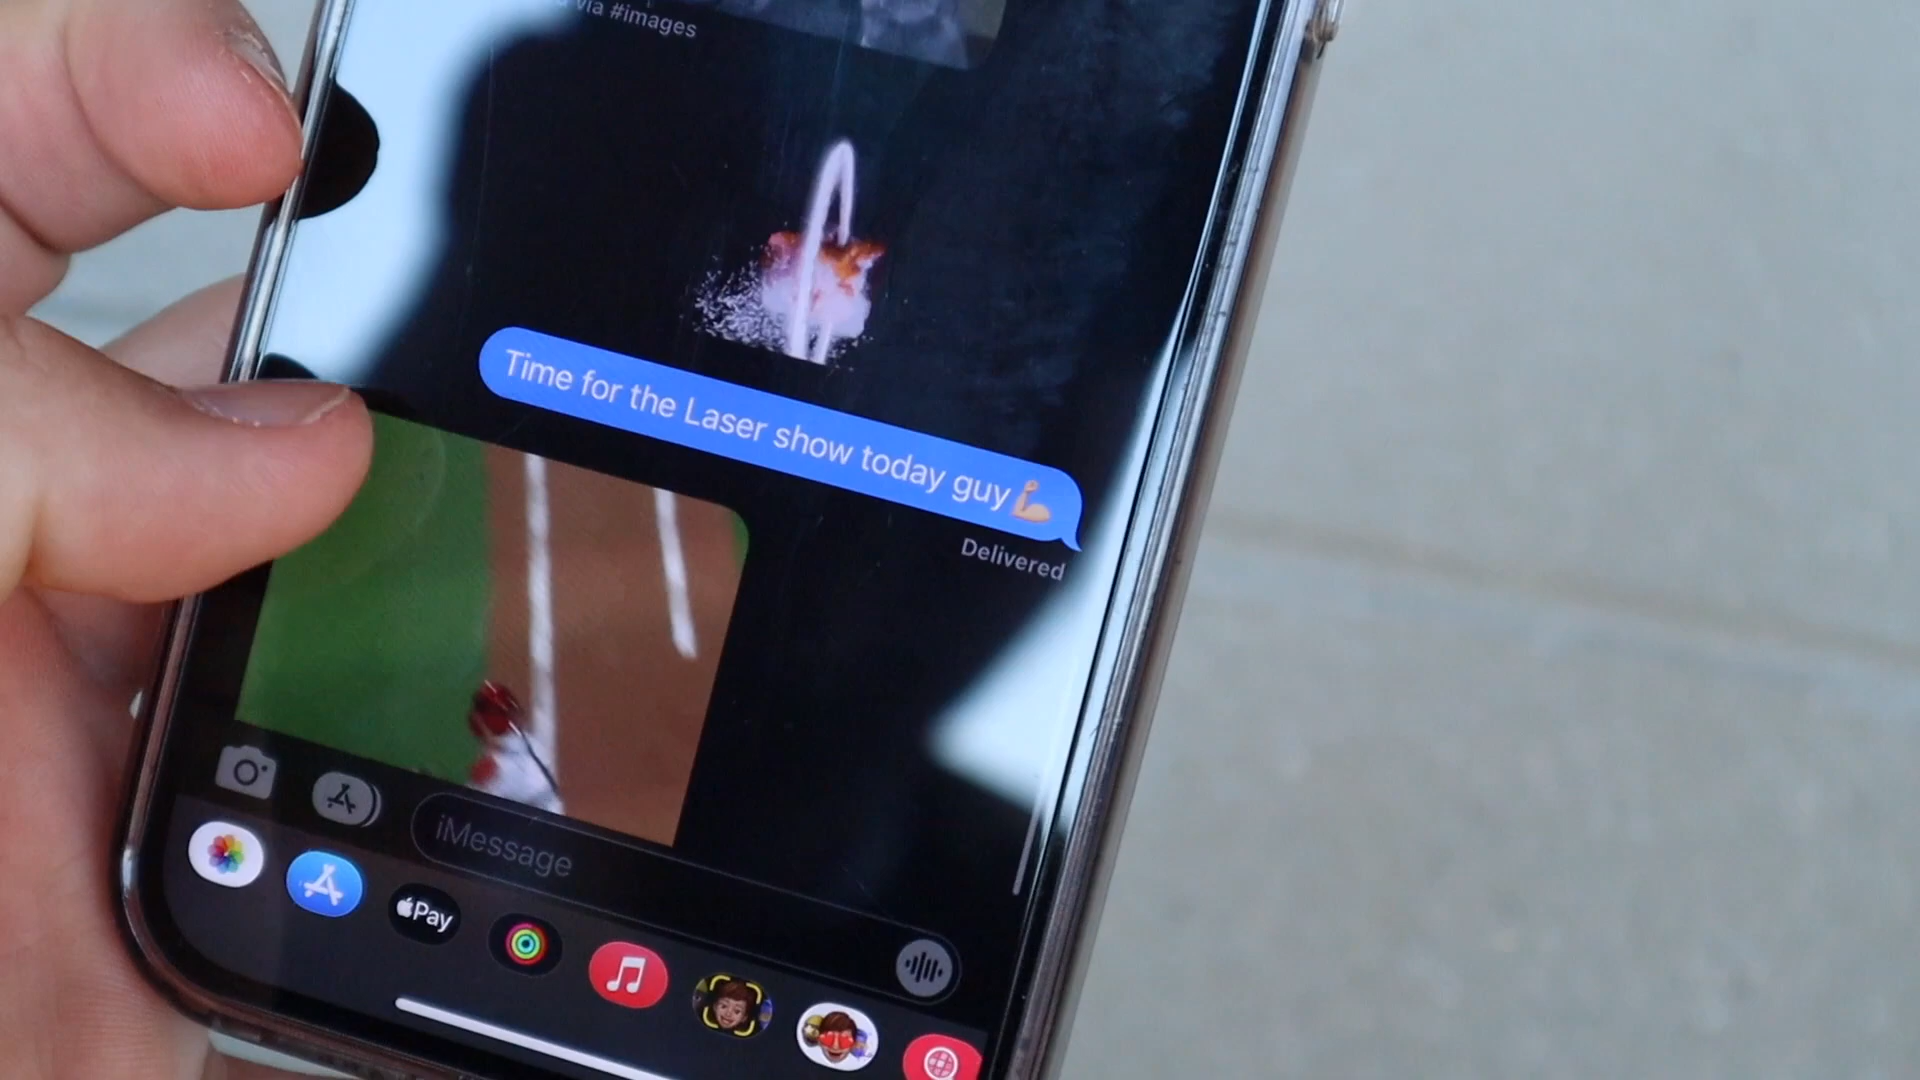 via #images
Time for the Laser show today guy💪🏼
Delivered
iMessage
Pay